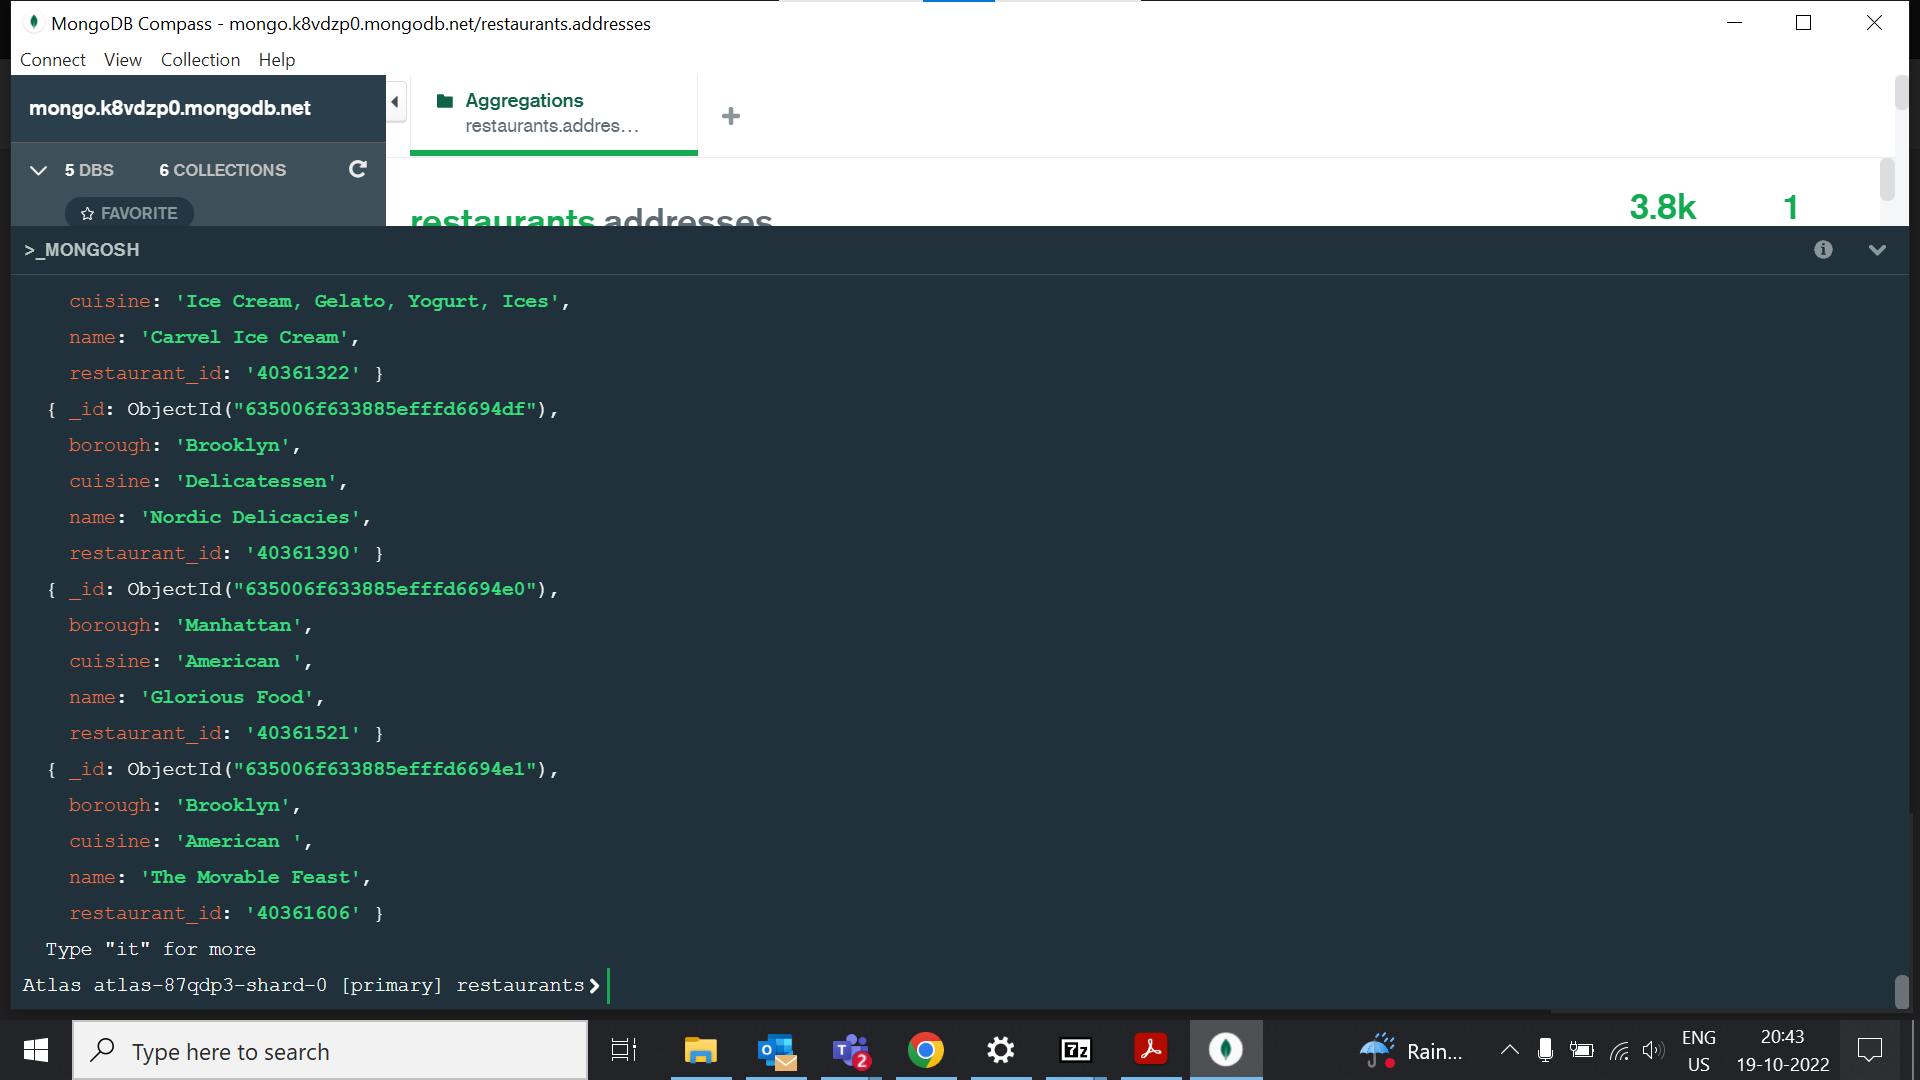 MongoDB Compass - mongo.k8vdzp0.mongodb.net/restaurants.addresses
Connect View Collection Help
mongo.k8vdzp0.mongodb.net
Aggregations
restaurants.addres...
5 DBS 6 COLLECTIONS
FAVORITE
restaurants.addresses
3.8k 1
>_MONGOSH
cuisine: 'Ice Cream, Gelato, Yogurt, Ices',
name: 'Carvel Ice Cream',
restaurant_id: '40361322' }
{ _id: ObjectId("635006f633885efffd6694df"),
borough: 'Brooklyn',
cuisine: 'Delicatessen',
name: 'Nordic Delicacies',
restaurant_id: '40361390' }
{ _id: ObjectId("635006f633885efffd6694e0"),
borough: 'Manhattan',
cuisine: 'American ',
name: 'Glorious Food',
restaurant_id: '40361521' }
{ _id: ObjectId("635006f633885efffd6694e1"),
borough: 'Brooklyn',
cuisine: 'American ',
name: 'The Movable Feast',
restaurant_id: '40361606' }
Type "it" for more
Atlas atlas-87qdp3-shard-0 [primary] restaurants>
Type here to search
2
7z
Rain...
ENG
US
20:43
19-10-2022